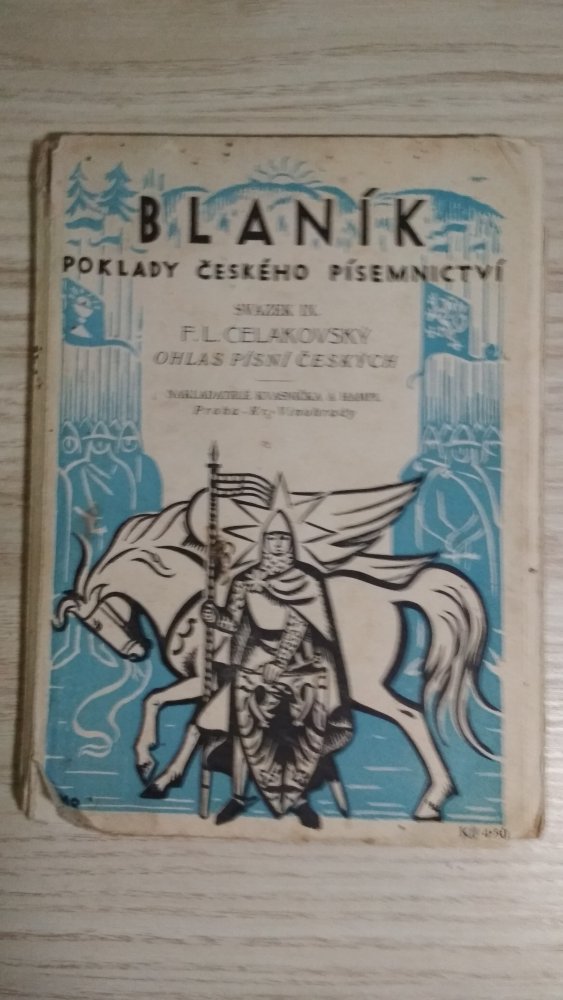 BLANÍK
POKLADY ČESKÉHO PÍSEMNICTVÍ
SVAZEK IX.
F. L. ČELAKOVSKÝ
OHLAS PÍSNÍ ČESKÝCH
NAKLADATELÉ KVASNIČKA A HAMPL
Praha - Kr. Vinohrady
Kč 4·50